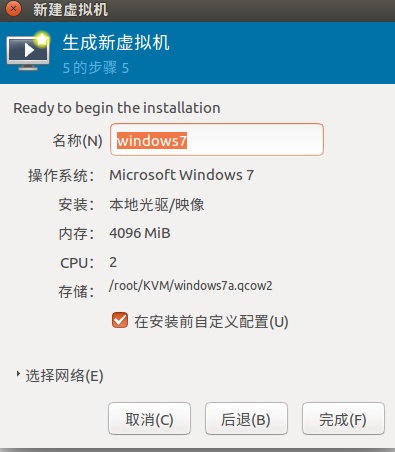 新建虚拟机
生成新虚拟机
5 的步骤 5
Ready to begin the installation
名称(N) windows7
操作系统： Microsoft Windows 7
安装： 本地光驱/映像
内存： 4096 MiB
CPU： 2
存储： /root/KVM/windows7a.qcow2
在安装前自定义配置(U)
选择网络(E)
取消(C) 后退(B) 完成(F)